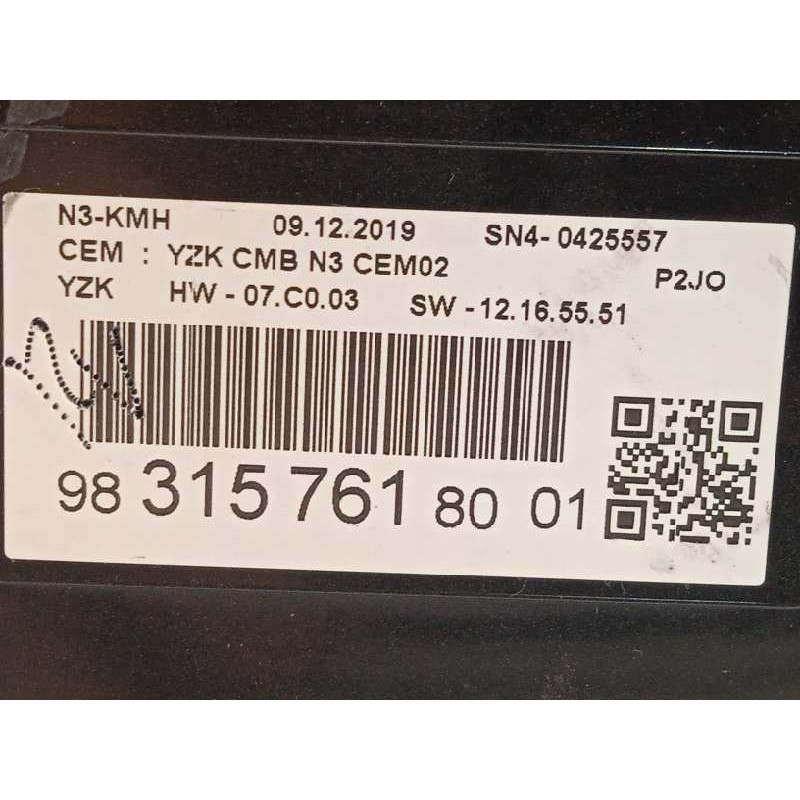 N3-KMH 09.12.2019 SN4-0425557
CEM : YZK CMB N3 CEM02 P2JO
YZK HW - 07.C0.03 SW -12.16.55.51
98 315 761 80 01